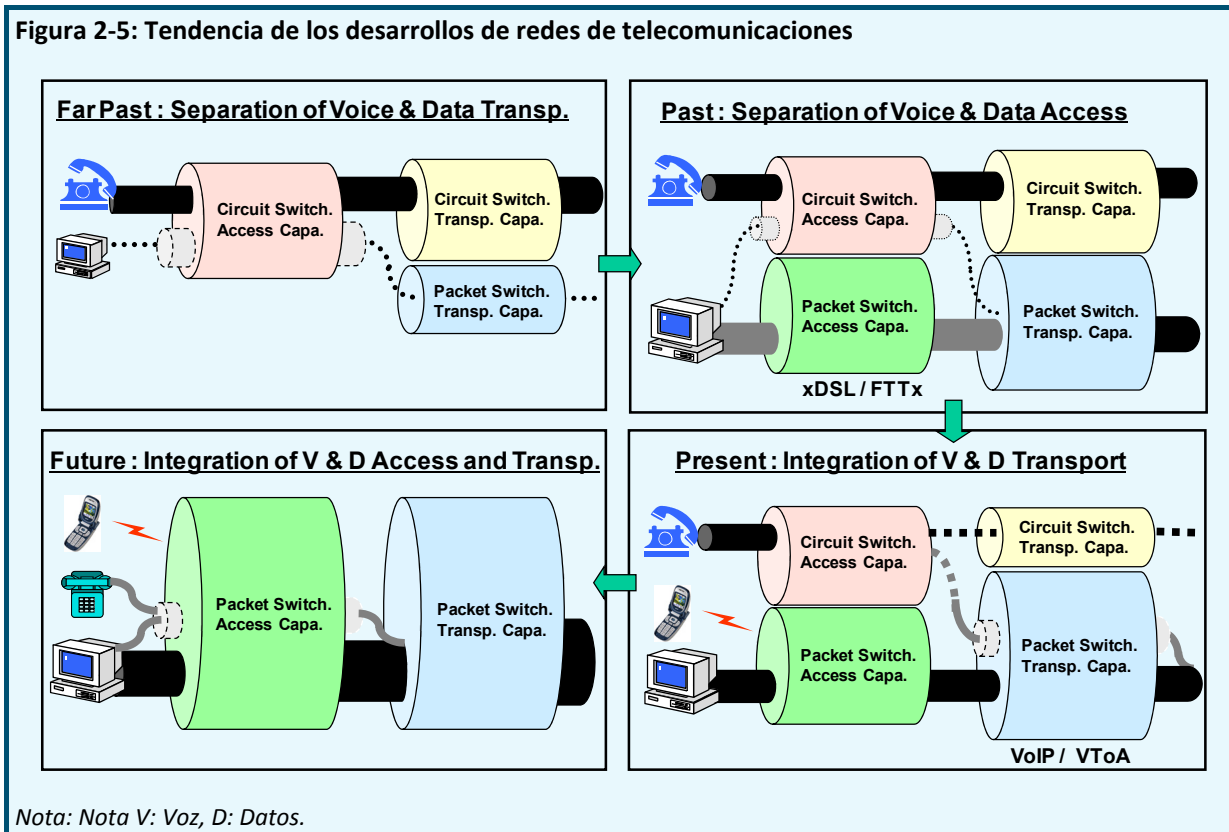 Figura 2-5: Tendencia de los desarrollos de redes de telecomunicaciones
Far Past : Separation of Voice & Data Transp.
Circuit Switch.
Access Capa.
Circuit Switch.
Transp. Capa.
Packet Switch.
Transp. Capa.
Past : Separation of Voice & Data Access
Circuit Switch.
Access Capa.
Circuit Switch.
Transp. Capa.
Packet Switch.
Access Capa.
Packet Switch.
Transp. Capa.
xDSL / FTTx
Future : Integration of V & D Access and Transp.
Packet Switch.
Access Capa.
Packet Switch.
Transp. Capa.
Present : Integration of V & D Transport
Circuit Switch.
Access Capa.
Circuit Switch.
Transp. Capa.
Packet Switch.
Access Capa.
Packet Switch.
Transp. Capa.
VoIP / VToA
Nota: Nota V: Voz, D: Datos.